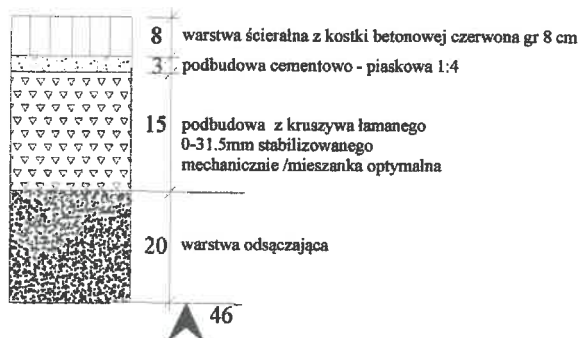 8 warstwa ścieralna z kostki betonowej czerwona gr 8 cm
3 podbudowa cementowo - piaskowa 1:4
15 podbudowa z kruszywa łamanego
0-31.5mm stabilizowanego
mechanicznie /mieszanka optymalna
20 warstwa odsączająca
46